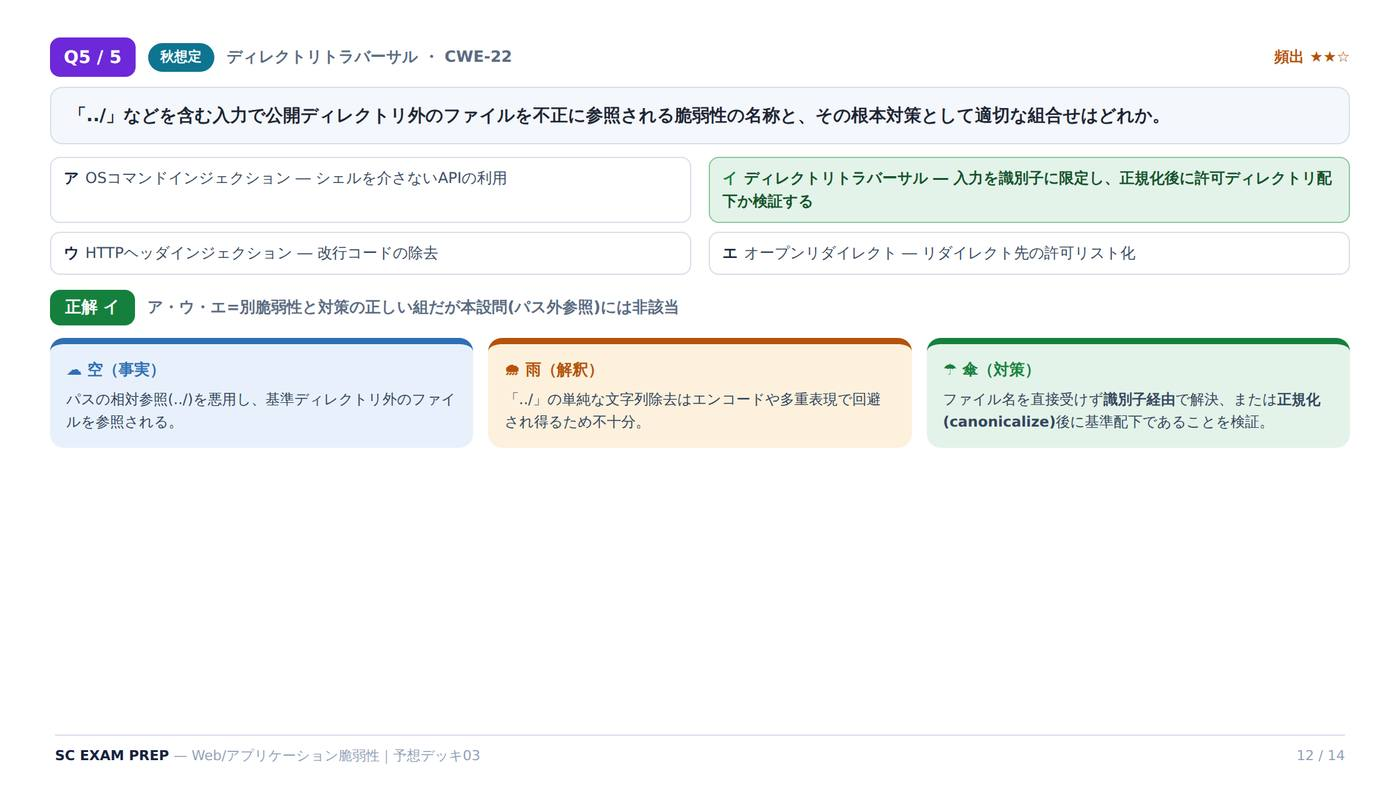 Q5 / 5 秋想定 ディレクトリトラバーサル ・ CWE-22 頻出 ★★☆
「../」などを含む入力で公開ディレクトリ外のファイルを不正に参照される脆弱性の名称と、その根本対策として適切な組合せはどれか。
ア OSコマンドインジェクション — シェルを介さないAPIの利用
イ ディレクトリトラバーサル — 入力を識別子に限定し、正規化後に許可ディレクトリ配
下か検証する
ウ HTTPヘッダインジェクション — 改行コードの除去
エ オープンリダイレクト — リダイレクト先の許可リスト化
正解 イ ア・ウ・エ=別脆弱性と対策の正しい組だが本設問(パス外参照)には非該当
☁ 空（事実）
パスの相対参照(../)を悪用し、基準ディレクトリ外のファイ
ルを参照される。
🌧 雨（解釈）
「../」の単純な文字列除去はエンコードや多重表現で回避
され得るため不十分。
☂ 傘（対策）
ファイル名を直接受けず識別子経由で解決、または正規化
(canonicalize)後に基準配下であることを検証。
SC EXAM PREP — Web/アプリケーション脆弱性｜予想デッキ03
12 / 14